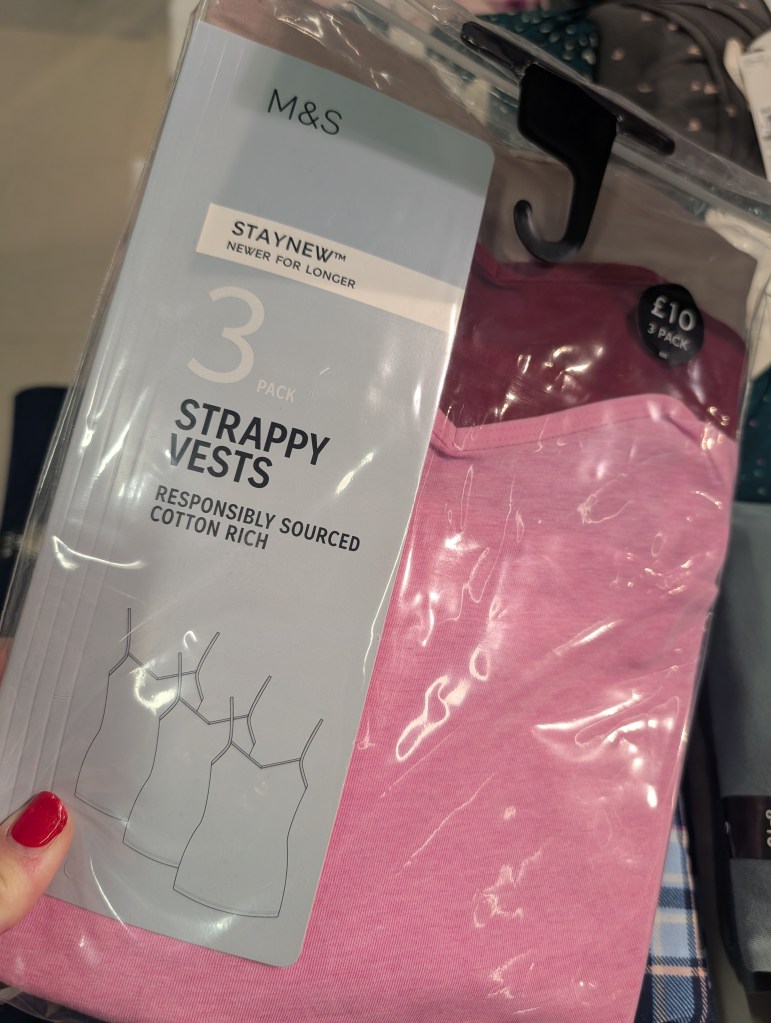 M&S
STAYNEW™
NEWER FOR LONGER
3
PACK
STRAPPY
VESTS
RESPONSIBLY SOURCED
COTTON RICH
£10
3 PACK